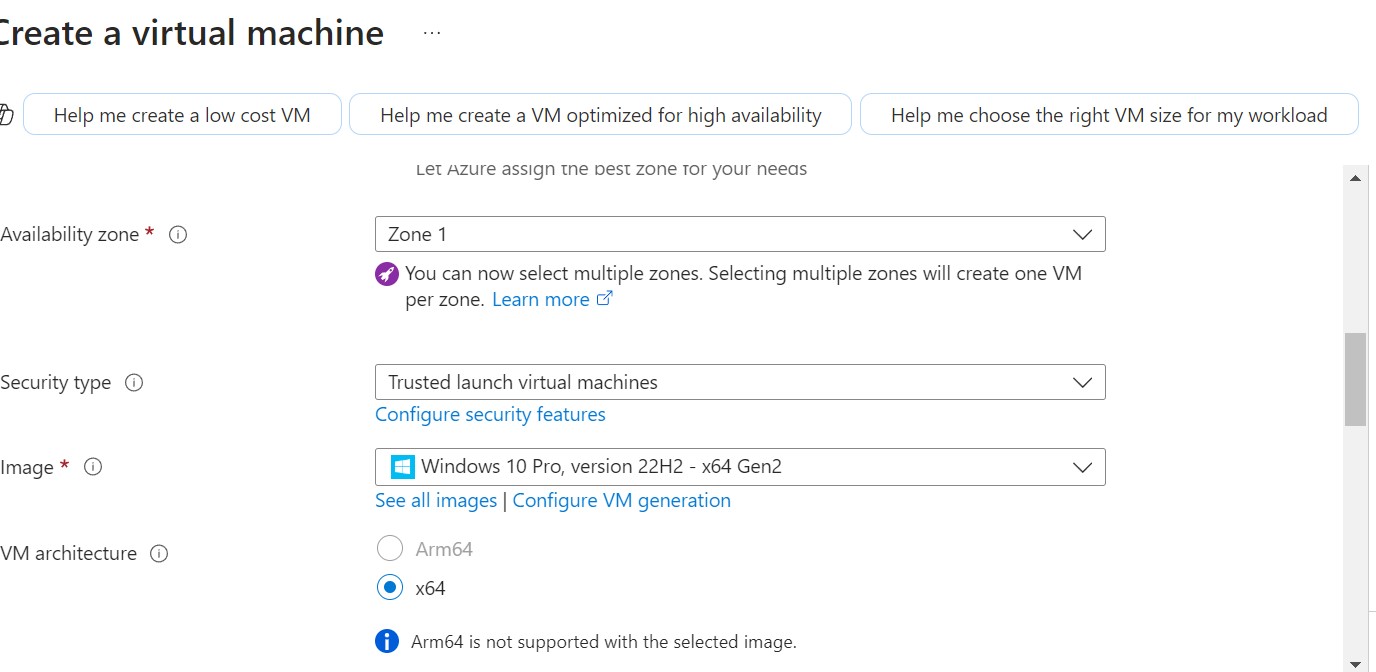 Create a virtual machine ...
Help me create a low cost VM
Help me create a VM optimized for high availability
Help me choose the right VM size for my workload
Let Azure assign the best zone for your needs
Availability zone *
Zone 1
You can now select multiple zones. Selecting multiple zones will create one VM
per zone. Learn more
Security type
Trusted launch virtual machines
Configure security features
Image *
Windows 10 Pro, version 22H2 - x64 Gen2
See all images | Configure VM generation
VM architecture
Arm64
x64
Arm64 is not supported with the selected image.